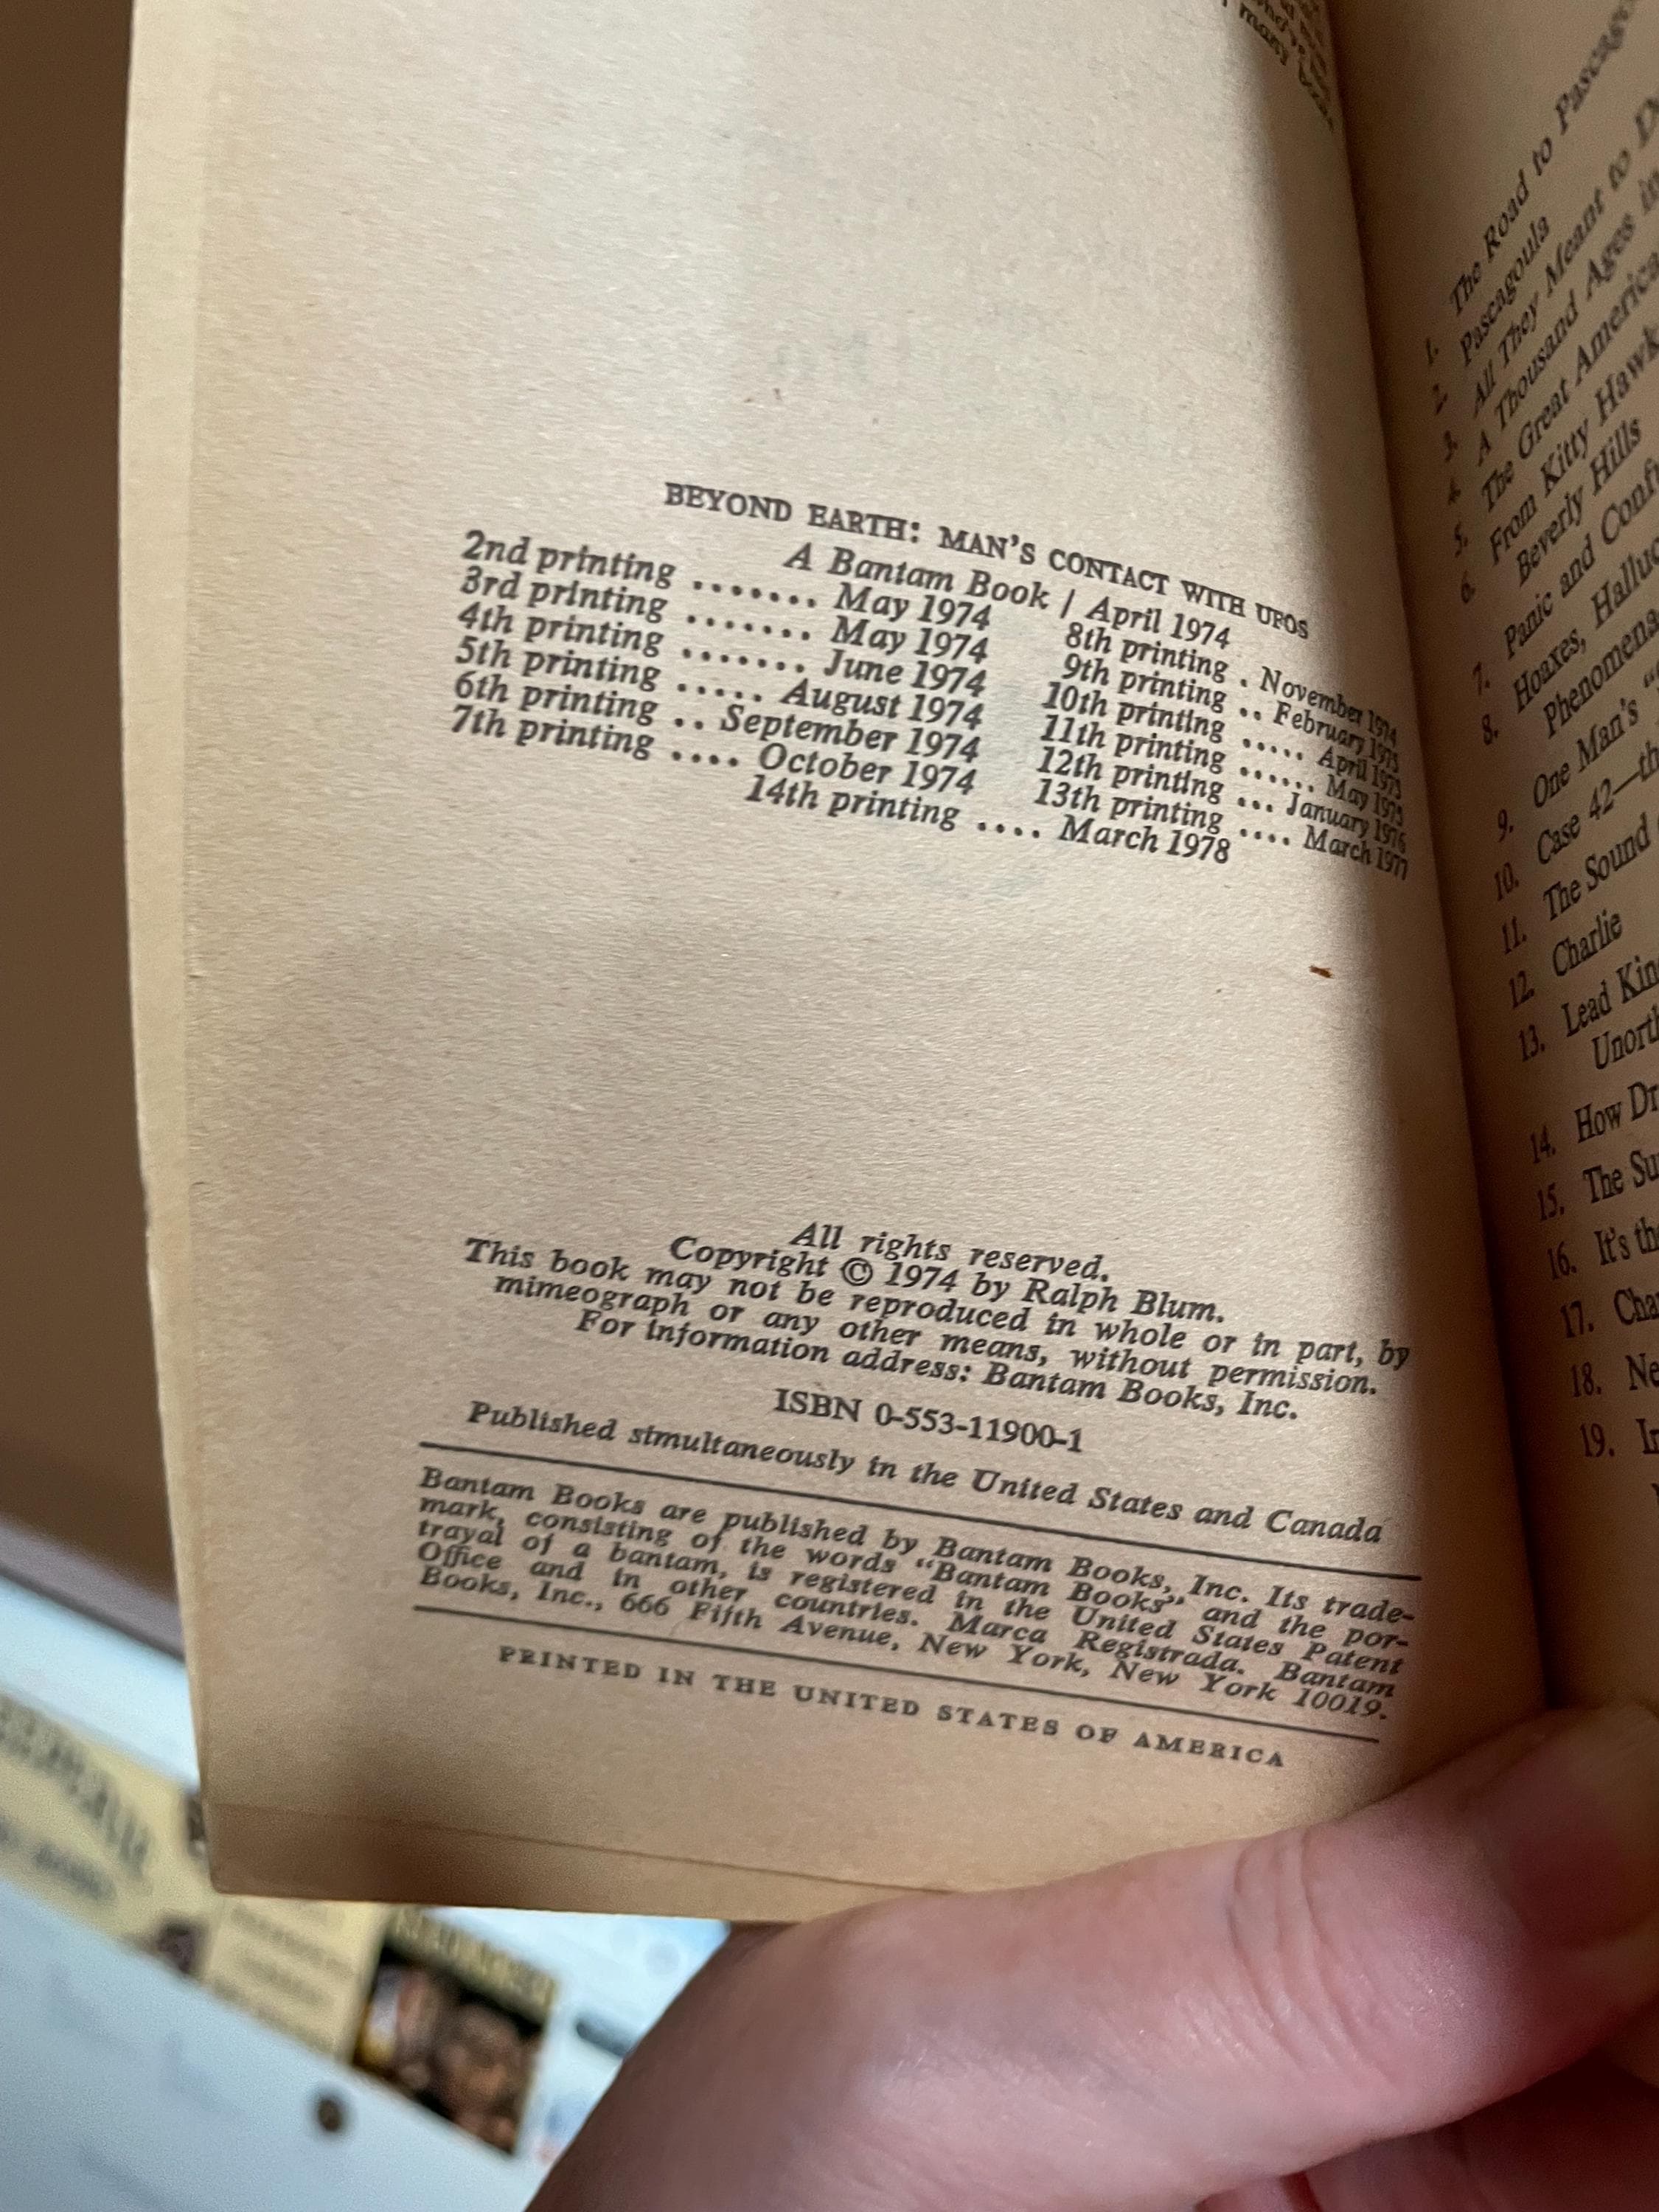 BEYOND EARTH: MAN'S CONTACT WITH UFOS
A Bantam Book / April 1974
2nd printing ....... May 1974
3rd printing ....... May 1974
4th printing ....... June 1974
5th printing ..... August 1974
6th printing .. September 1974
7th printing .... October 1974
8th printing . November 1974
9th printing .. February 1975
10th printing ..... April 1975
11th printing ...... May 1975
12th printing ... January 1976
13th printing .... March 1977
14th printing .... March 1978
All rights reserved.
Copyright © 1974 by Ralph Blum.
This book may not be reproduced in whole or in part, by
mimeograph or any other means, without permission.
For information address: Bantam Books, Inc.
ISBN 0-553-11900-1
Published simultaneously in the United States and Canada
Bantam Books are published by Bantam Books, Inc. Its trade-
mark, consisting of the words "Bantam Books" and the por-
trayal of a bantam, is registered in the United States Patent
Office and in other countries. Marca Registrada. Bantam
Books, Inc., 666 Fifth Avenue, New York, New York 10019.
PRINTED IN THE UNITED STATES OF AMERICA
1. The Road to
2. Pascagoula
3. All They Meant to
4. A Thousand Ages in
5. The Great
6. From Kitty Hawk
Beverly Hills
7. Panic and
8. Hoaxes,
Phenomena
9. One Man's
10. Case 42—
11. The Sound
12. Charlie
13. Lead
14. How
15. The
16. It's
17.
18.
19.